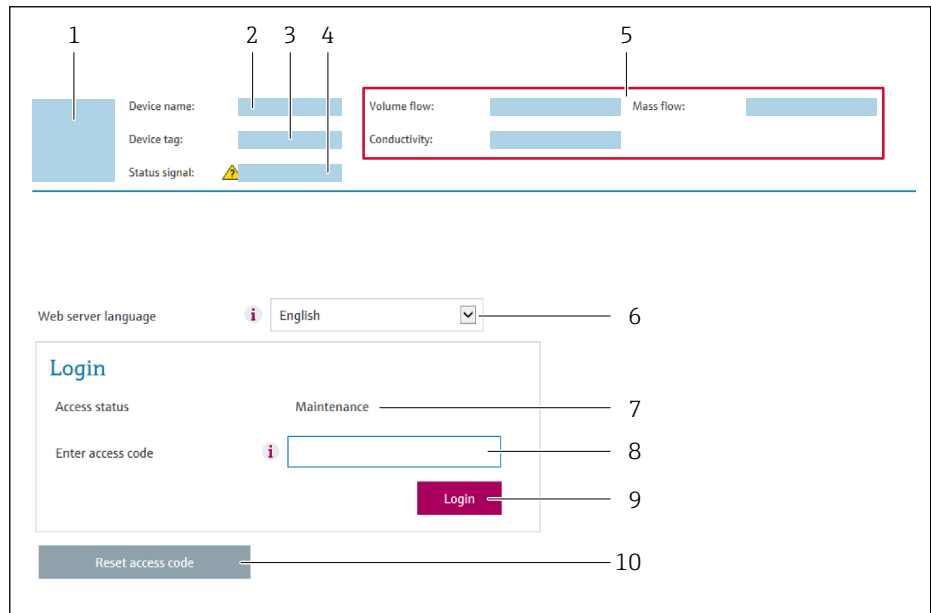 1 2 3 4 5
Device name: Volume flow: Mass flow:
Device tag: Conductivity:
Status signal: ?
Web server language i English 6
Login
Access status Maintenance 7
Enter access code i 8
Login 9
Reset access code 10